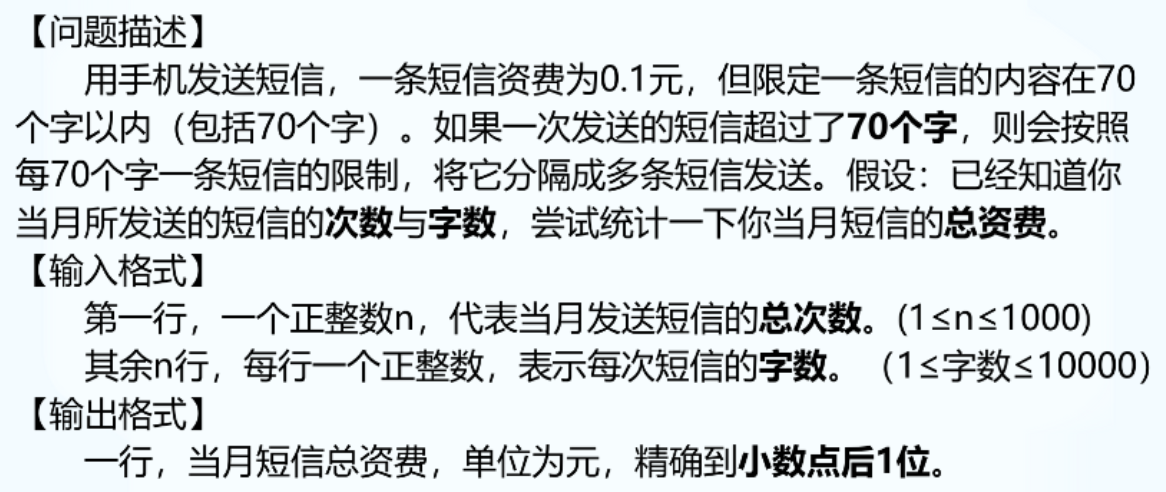 【问题描述】
用手机发送短信，一条短信资费为0.1元，但限定一条短信的内容在70
个字以内（包括70个字）。如果一次发送的短信超过了70个字，则会按照
每70个字一条短信的限制，将它分隔成多条短信发送。假设：已经知道你
当月所发送的短信的次数与字数，尝试统计一下你当月短信的总资费。
【输入格式】
第一行，一个正整数n，代表当月发送短信的总次数。(1≤n≤1000)
其余n行，每行一个正整数，表示每次短信的字数。（1≤字数≤10000）
【输出格式】
一行，当月短信总资费，单位为元，精确到小数点后1位。